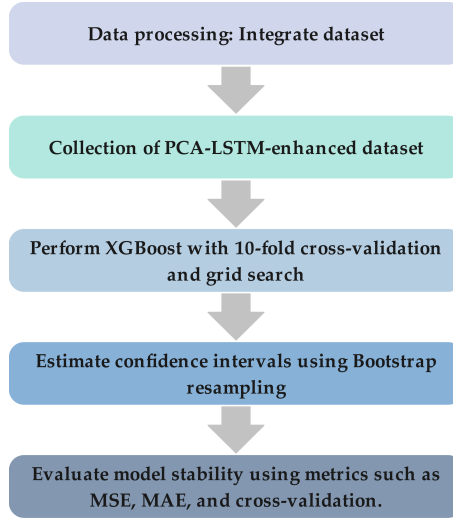 Data processing: Integrate dataset
Collection of PCA-LSTM-enhanced dataset
Perform XGBoost with 10-fold cross-validation
and grid search
Estimate confidence intervals using Bootstrap
resampling
Evaluate model stability using metrics such as
MSE, MAE, and cross-validation.